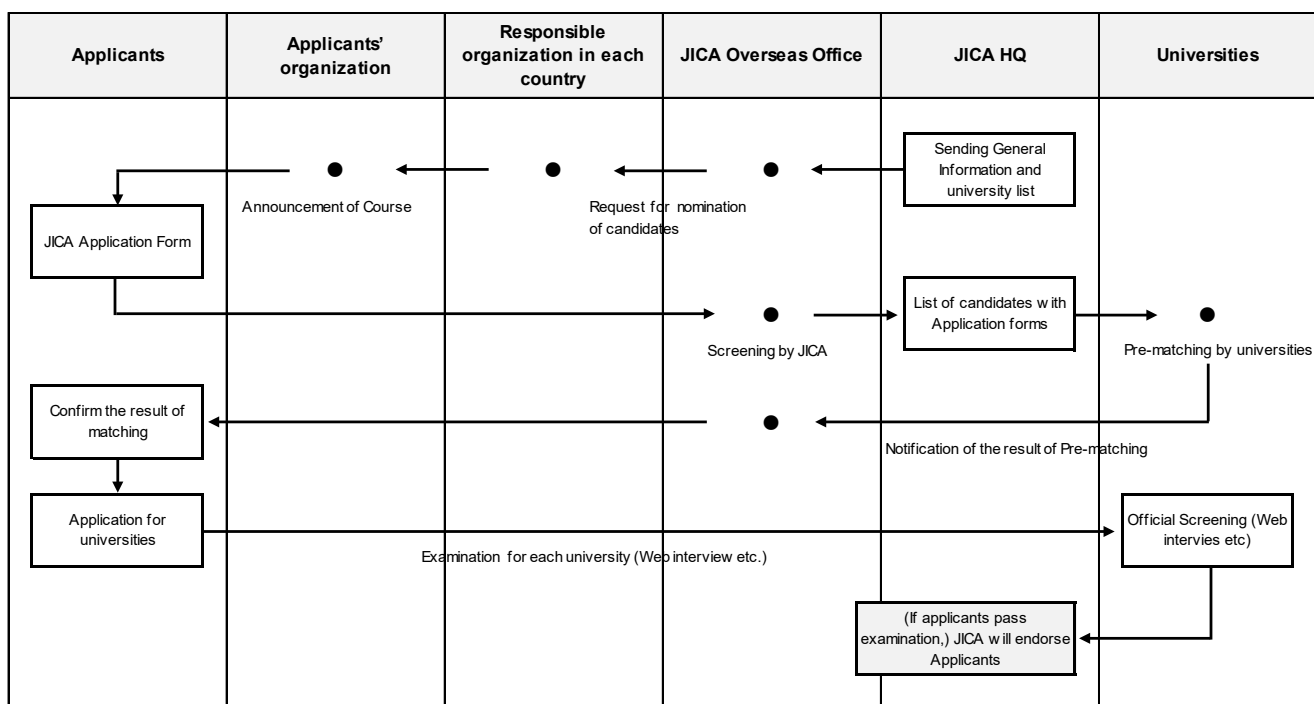 Applicants
Applicants'
organization
Responsible
organization in each
country
JICA Overseas Office
JICA HQ
Universities
Sending General
Information and
university list
Announcement of Course
Request for nomination
of candidates
JICA Application Form
List of candidates with
Application forms
Screening by JICA
Pre-matching by universities
Confirm the result of
matching
Notification of the result of Pre-matching
Application for
universities
Official Screening (Web
intervies etc)
Examination for each university (Web interview etc.)
(If applicants pass
examination,) JICA will endorse
Applicants